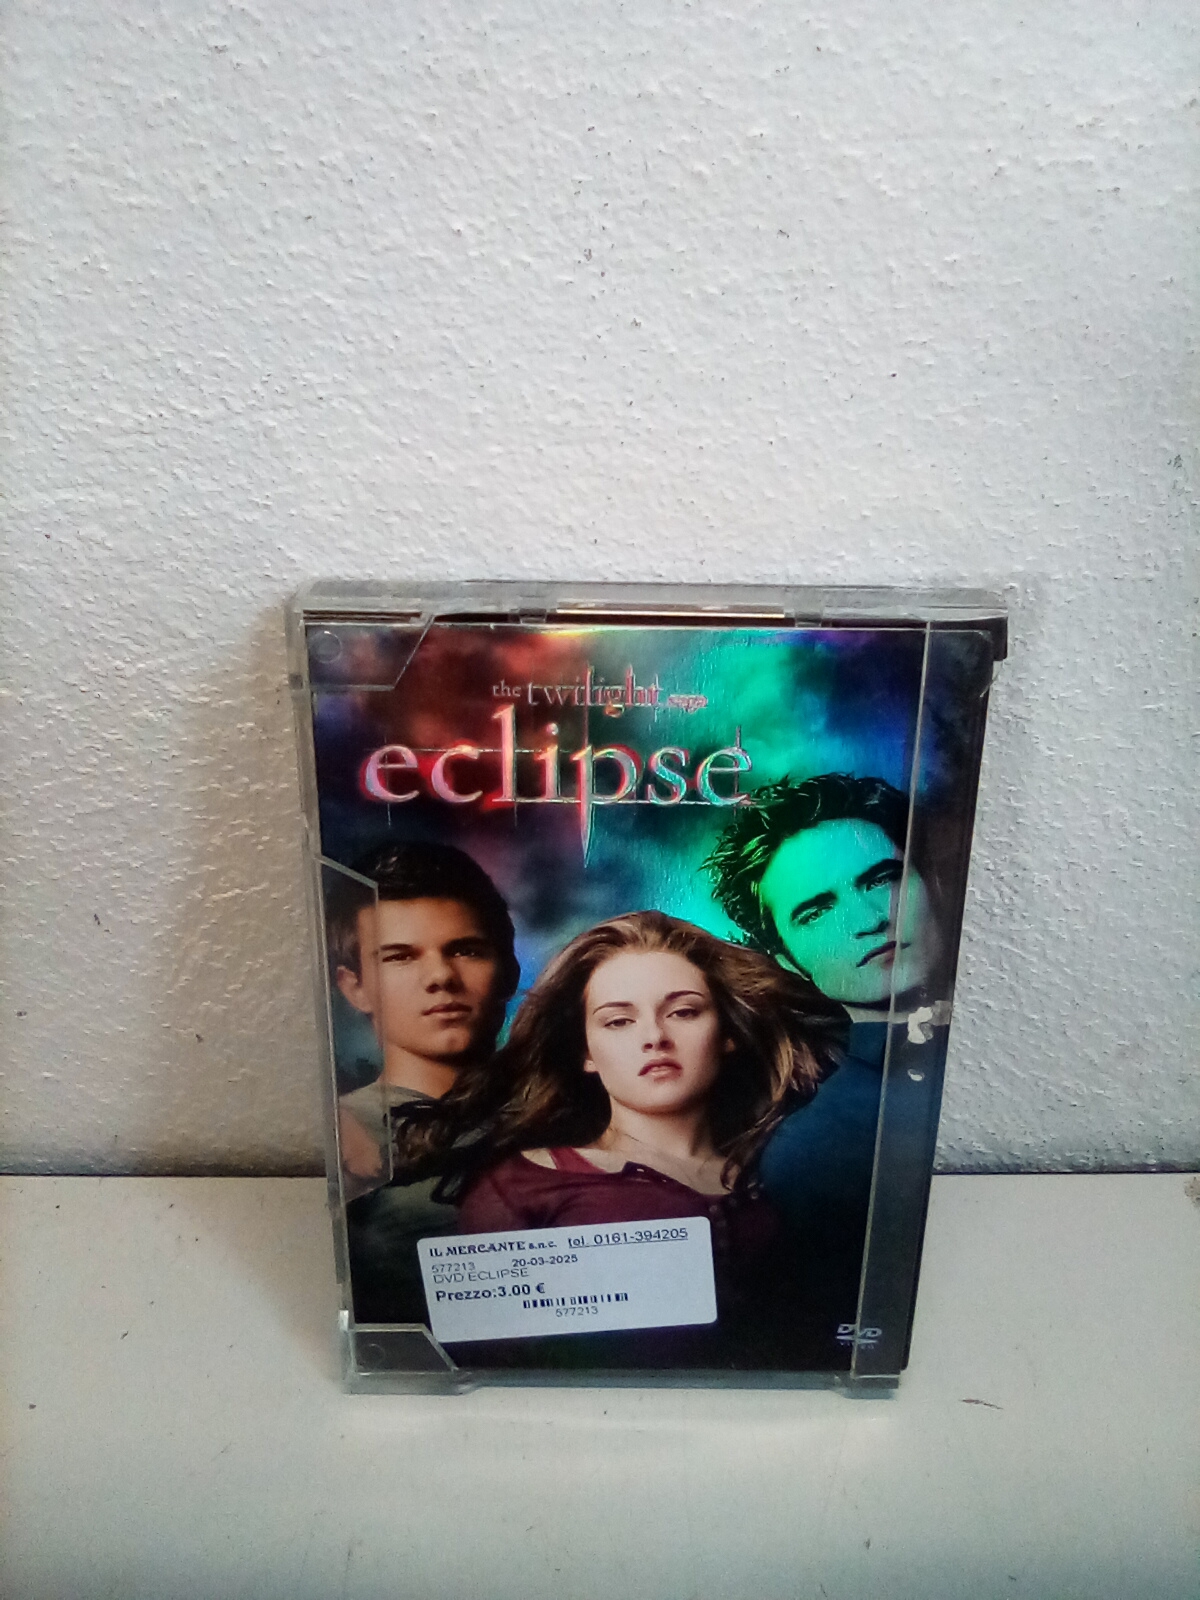 the twilight saga
eclipse
IL MERCANTE s.n.c. tel. 0161-394205
577213 20-03-2025
DVD ECLIPSE
Prezzo:3.00 €
577213
DVD
VIDEO